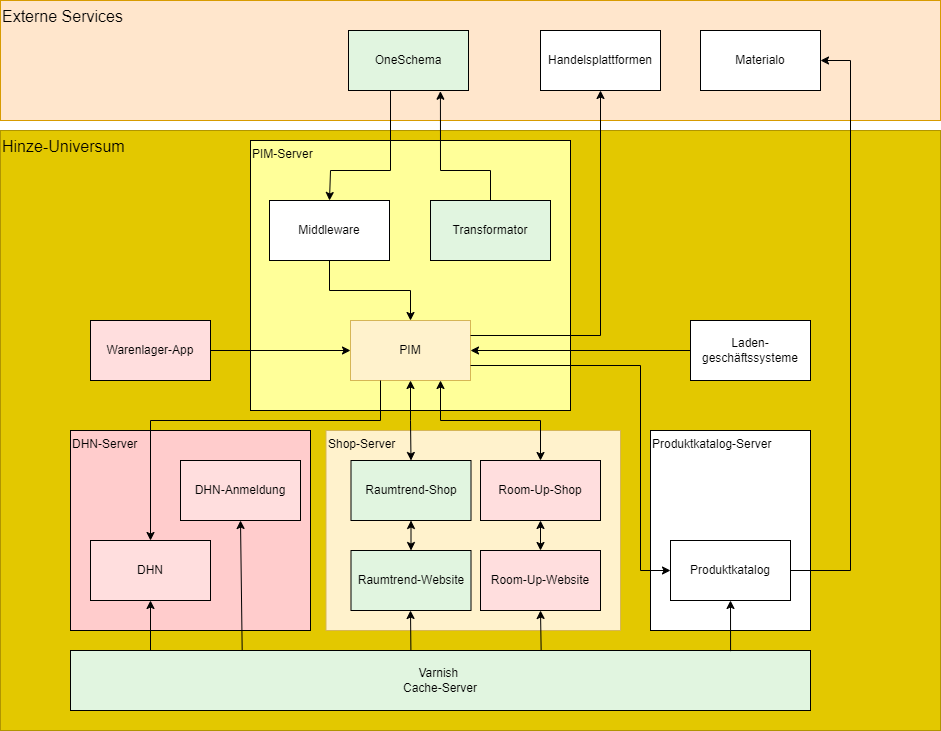 Externe Services
OneSchema
Handelsplattformen
Materialo
Hinze-Universum
PIM-Server
Middleware
Transformator
Warenlager-App
PIM
Laden-
geschäftssysteme
DHN-Server
Shop-Server
Produktkatalog-Server
DHN-Anmeldung
Raumtrend-Shop
Room-Up-Shop
DHN
Raumtrend-Website
Room-Up-Website
Produktkatalog
Varnish
Cache-Server